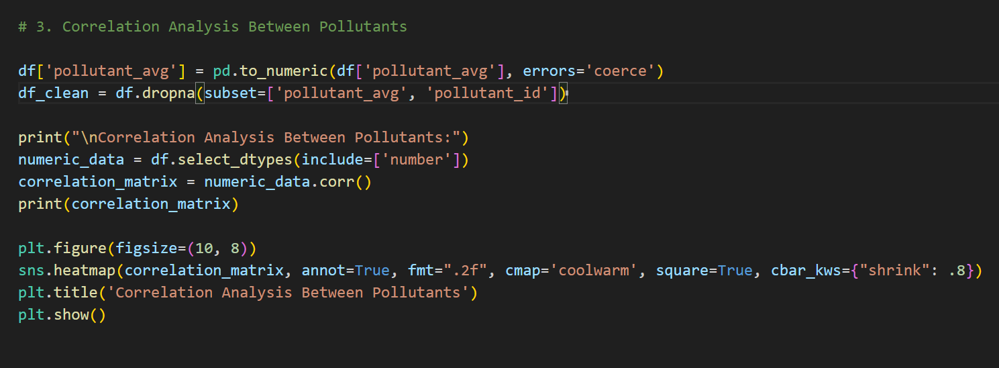 # 3. Correlation Analysis Between Pollutants
df['pollutant_avg'] = pd.to_numeric(df['pollutant_avg'], errors='coerce')
df_clean = df.dropna(subset=['pollutant_avg', 'pollutant_id'])
print("\nCorrelation Analysis Between Pollutants:")
numeric_data = df.select_dtypes(include=['number'])
correlation_matrix = numeric_data.corr()
print(correlation_matrix)
plt.figure(figsize=(10, 8))
sns.heatmap(correlation_matrix, annot=True, fmt=".2f", cmap='coolwarm', square=True, cbar_kws={"shrink": .8})
plt.title('Correlation Analysis Between Pollutants')
plt.show()